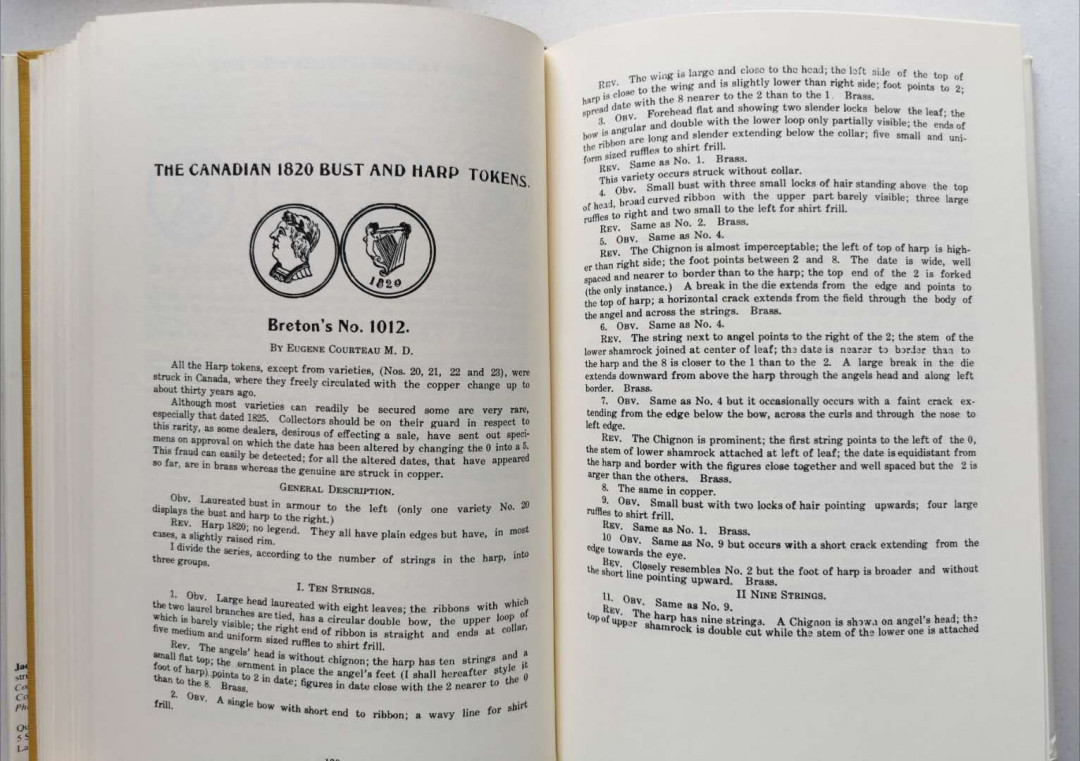 THE CANADIAN 1820 BUST AND HARP TOKENS.
1820
Breton's No. 1012.
BY EUGENE COURTEAU M. D.
All the Harp tokens, except from varieties, (Nos. 20, 21, 22 and 23), were
struck in Canada, where they freely circulated with the copper change up to
about thirty years ago.
Although most varieties can readily be secured some are very rare,
especially that dated 1825. Collectors should be on their guard in respect to
this rarity, as some dealers, desirous of effecting a sale, have sent out speci-
mens on approval on which the date has been altered by changing the 0 into a 5.
This fraud can easily be detected; for all the altered dates, that have appeared
so far, are in brass whereas the genuine are struck in copper.
GENERAL DESCRIPTION.
Obv. Laureated bust in armour to the left (only one variety No. 20
displays the bust and harp to the right.)
REV. Harp 1820; no legend. They all have plain edges but have, in most
cases, a slightly raised rim.
I divide the series, according to the number of strings in the harp, into
three groups.
I. TEN STRINGS.
1. Obv. Large head laureated with eight leaves; the ribbons with which
the two laurel branches are tied, has a circular double bow, the upper loop of
which is barely visible; the right end of ribbon is straight and ends at collar,
five medium and uniform sized ruffles to shirt frill.
Rev. The angels' head is without chignon; the harp has ten strings and a
small flat top; the ornment in place the angel's feet (I shall hereafter style it
foot of harp) points to 2 in date; figures in date close with the 2 nearer to the 0
than to the 8. Brass.
2. OBV. A single bow with short end to ribbon; a wavy line for shirt
frill.
REV. The wing is large and close to the head; the left side of the top of
harp is close to the wing and is slightly lower than right side; foot points to 2;
spread date with the 8 nearer to the 2 than to the 1. Brass.
3. OBV. Forehead flat and showing two slender locks below the leaf; the
bow is angular and double with the lower loop only partially visible; the ends of
the ribbon are long and slender extending below the collar; five small and uni-
form sized ruffles to shirt frill.
REV. Same as No. 1. Brass.
This variety occurs struck without collar.
4. Obv. Small bust with three small locks of hair standing above the top
of head, broad curved ribbon with the upper part barely visible; three large
ruffles to right and two small to the left for shirt frill.
REV. Same as No. 2. Brass.
5. OBV. Same as No. 4.
REV. The Chignon is almost imperceptable; the left of top of harp is high-
er than right side; the foot points between 2 and 8. The date is wide, well
spaced and nearer to border than to the harp; the top end of the 2 is forked
(the only instance.) A break in the die extends from the edge and points to
the top of harp; a horizontal crack extends from the field through the body of
the angel and across the strings. Brass.
6. OBV. Same as No. 4.
REV. The string next to angel points to the right of the 2; the stem of the
lower shamrock joined at center of leaf; the date is nearer to border than to
the harp and the 8 is closer to the 1 than to the 2. A large break in the die
extends downward from above the harp through the angels head and along left
border. Brass.
7. OBV. Same as No. 4 but it occasionally occurs with a faint crack ex-
tending from the edge below the bow, across the curls and through the nose to
left edge.
REV. The Chignon is prominent; the first string points to the left of the 0,
the stem of lower shamrock attached at left of leaf; the date is equidistant from
the harp and border with the figures close together and well spaced but the 2 is
arger than the others. Brass.
8. The same in copper.
9. OBV. Small bust with two locks of hair pointing upwards; four large
ruffles to shirt frill.
REV. Same as No. 1. Brass.
10 OBV. Same as No. 9 but occurs with a short crack extending from the
edge towards the eye.
REV. Closely resembles No. 2 but the foot of harp is broader and without
the short line pointing upward. Brass.
II NINE STRINGS.
11. OBV. Same as No. 9.
REV. The harp has nine strings. A Chignon is shown on angel's head; the
top of upper shamrock is double cut while the stem of the lower one is attached